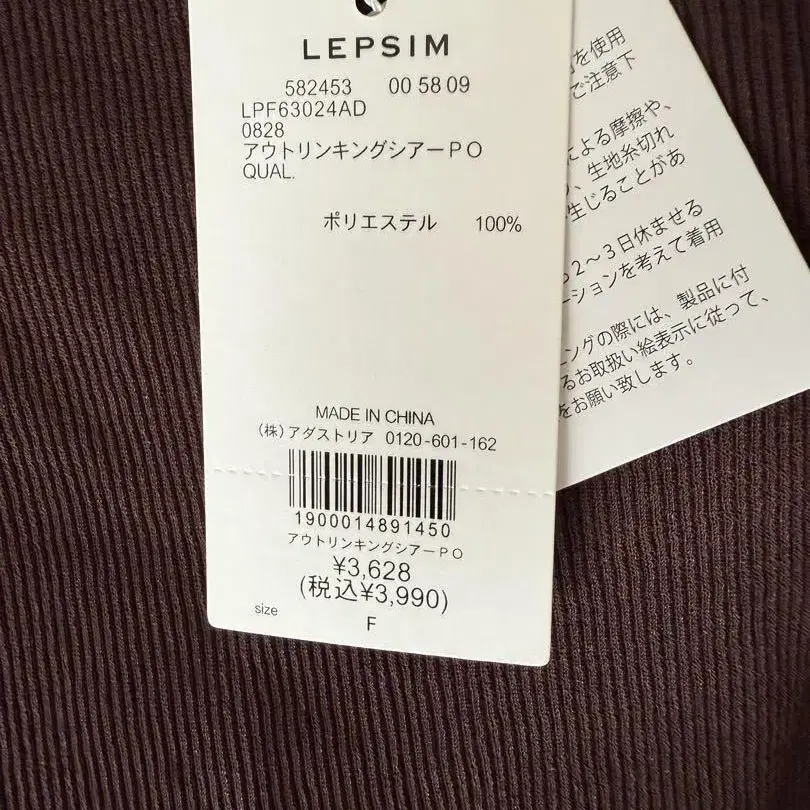 LEPSIM
582453 00 58 09
LPF63024AD
0828
アウトリンキングシアーPO
QUAL.
ポリエステル 100%
MADE IN CHINA
(株)アダストリア 0120-601-162
1900014891450
アウトリンキングシアーPO
¥3,628
(税込¥3,990)
size F
を使用
ご注意下
による摩擦や、
、生地糸切れ
生じることがあ
2〜3日休ませる
ーションを考えて着用
ングの際には、製品に付
るお取扱い絵表示に従って、
をお願い致します。